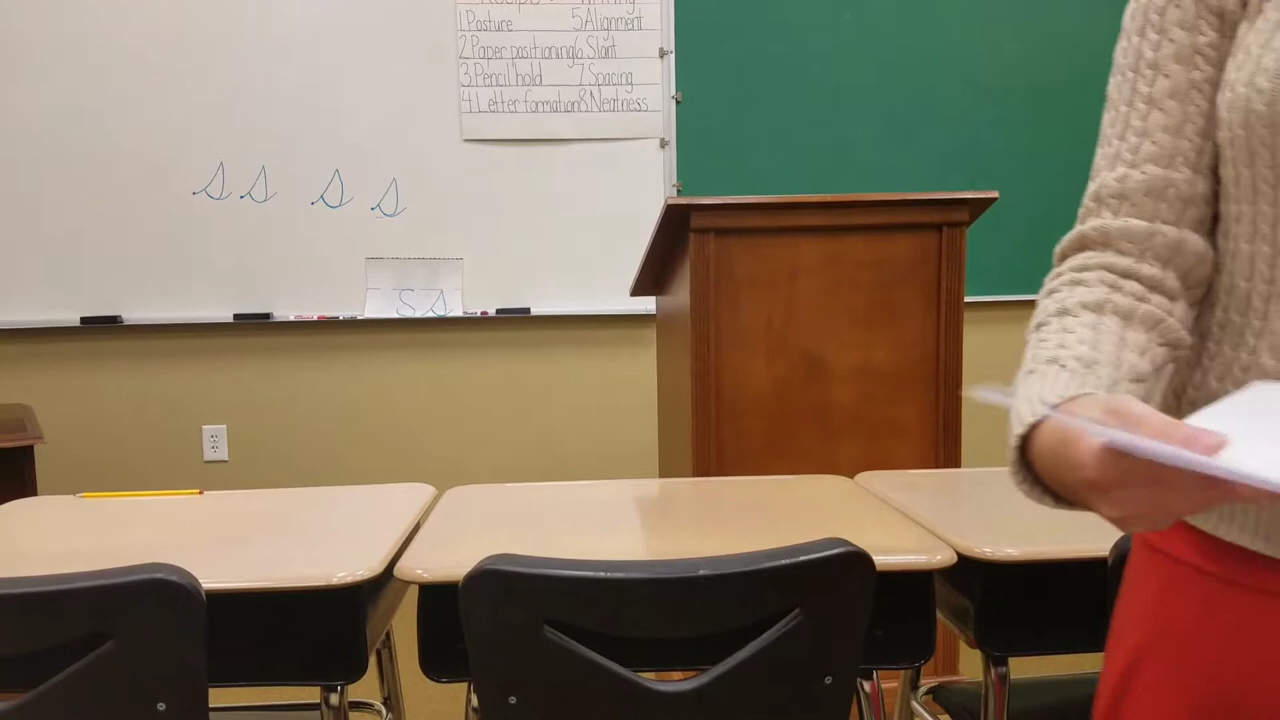 1 Posture 5 Alignment
2 Paper positioning 6. Slant
3 Pencil hold 7 Spacing
4 Letter formation 8 Neatness
s s s s
s s